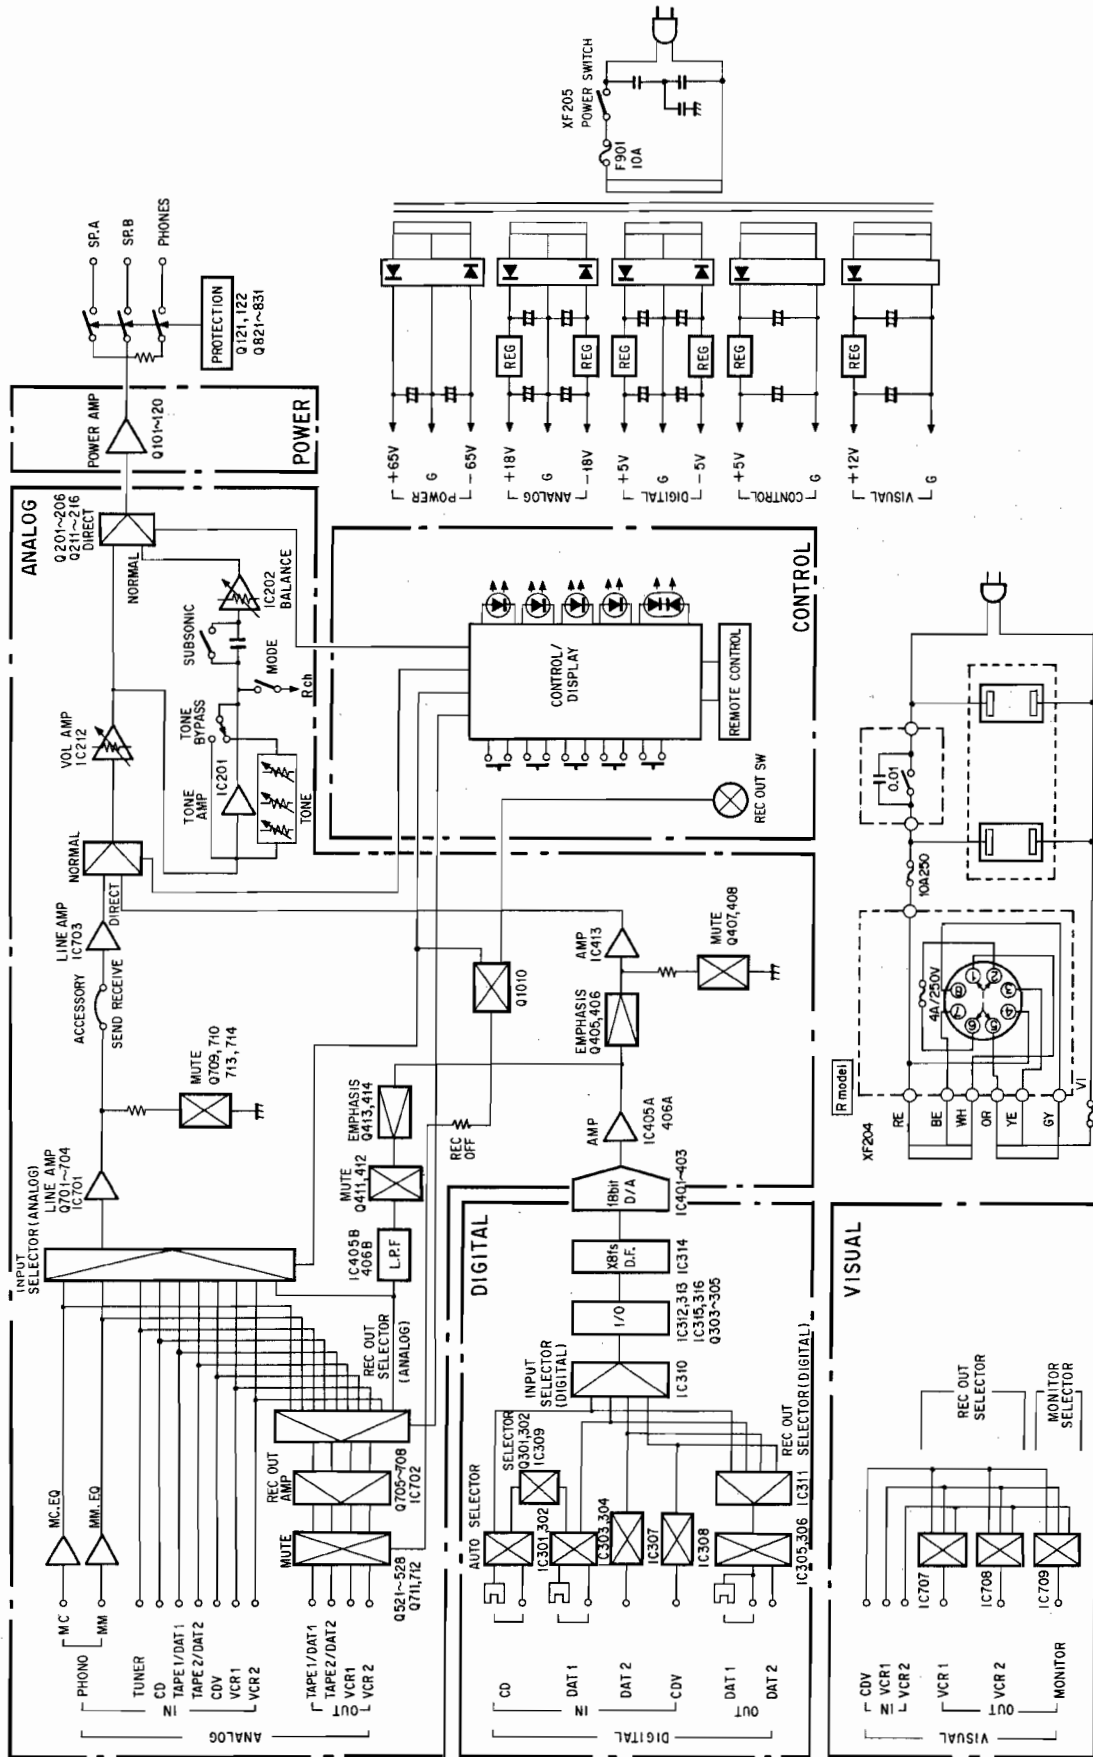 ANALOG
PHONO
MC
MM
MC. EQ
MM. EQ
IN
TUNER
CD
TAPE 1/DAT 1
TAPE 2/DAT 2
CDV
VCR 1
VCR 2
OUT
TAPE 1/DAT 1
TAPE 2/DAT 2
VCR 1
VCR 2
MUTE
Q521~528
Q711,712
REC OUT
AMP
Q705~708
IC702
REC OUT
SELECTOR
(ANALOG)
INPUT
SELECTOR (ANALOG)
LINE AMP
Q701~704
IC701
MUTE
Q709, 710
713, 714
ACCESSORY
SEND RECEIVE
LINE AMP
IC703
DIRECT
NORMAL
VOL AMP
IC212
TONE
AMP
IC201
TONE
TONE
BYPASS
MODE
Rch
SUBSONIC
IC202
BALANCE
NORMAL
Q201~206
Q211~216
DIRECT
ANALOG
POWER AMP
Q101~120
POWER
SP.A
SP.B
PHONES
PROTECTION
Q121, 122
Q821~831
IC405B
406B
L.P.F
MUTE
Q411,412
EMPHASIS
Q413,414
REC
OFF
Q1010
AMP
IC405A
406A
EMPHASIS
Q405,406
AMP
IC413
MUTE
Q407,408
REC OUT SW
CONTROL/
DISPLAY
REMOTE CONTROL
CONTROL
DIGITAL
IN
CD
DAT 1
DAT 2
CDV
OUT
DAT 1
DAT 2
AUTO SELECTOR
SELECTOR
Q301,302
IC309
IC301,302
IC303,304
IC307
IC308
IC305,306
IC311
REC OUT
SELECTOR (DIGITAL)
INPUT
SELECTOR
(DIGITAL)
IC310
I/O
IC312,313
IC315,316
Q303~305
X8fs
D.F.
IC314
18bit
D/A
IC401~403
DIGITAL
VISUAL
IN
CDV
VCR1
VCR 2
OUT
VCR 1
VCR 2
MONITOR
IC707
IC708
IC709
REC OUT
SELECTOR
MONITOR
SELECTOR
VISUAL
XF205
POWER SWITCH
F901
10A
POWER
+65V
G
-65V
ANALOG
+18V
G
-18V
REG
REG
DIGITAL
+5V
G
-5V
REG
REG
CONTROL
+5V
G
REG
VISUAL
+12V
G
REG
R model
XF204
RE
BE
WH
OR
YE
GY
VI
4A/250V
1
2
3
4
5
6
7
8
10A250
0.01